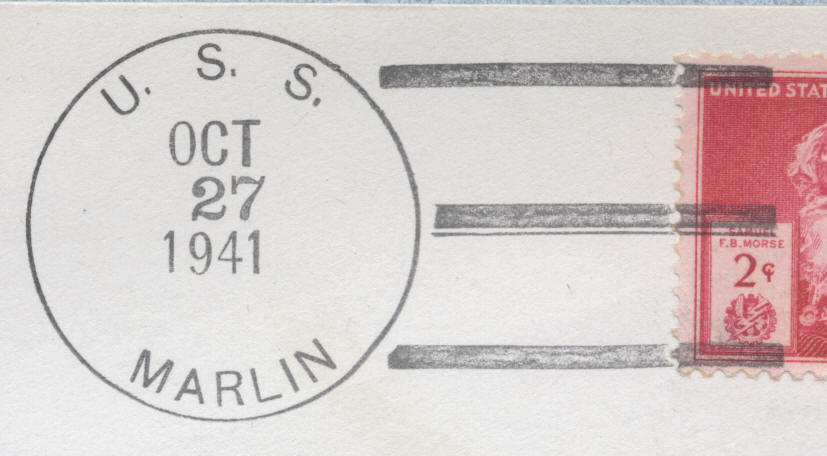 U. S. S.
OCT
27
1941
MARLIN
UNITED STAT
SAMUEL
F.B. MORSE
2¢